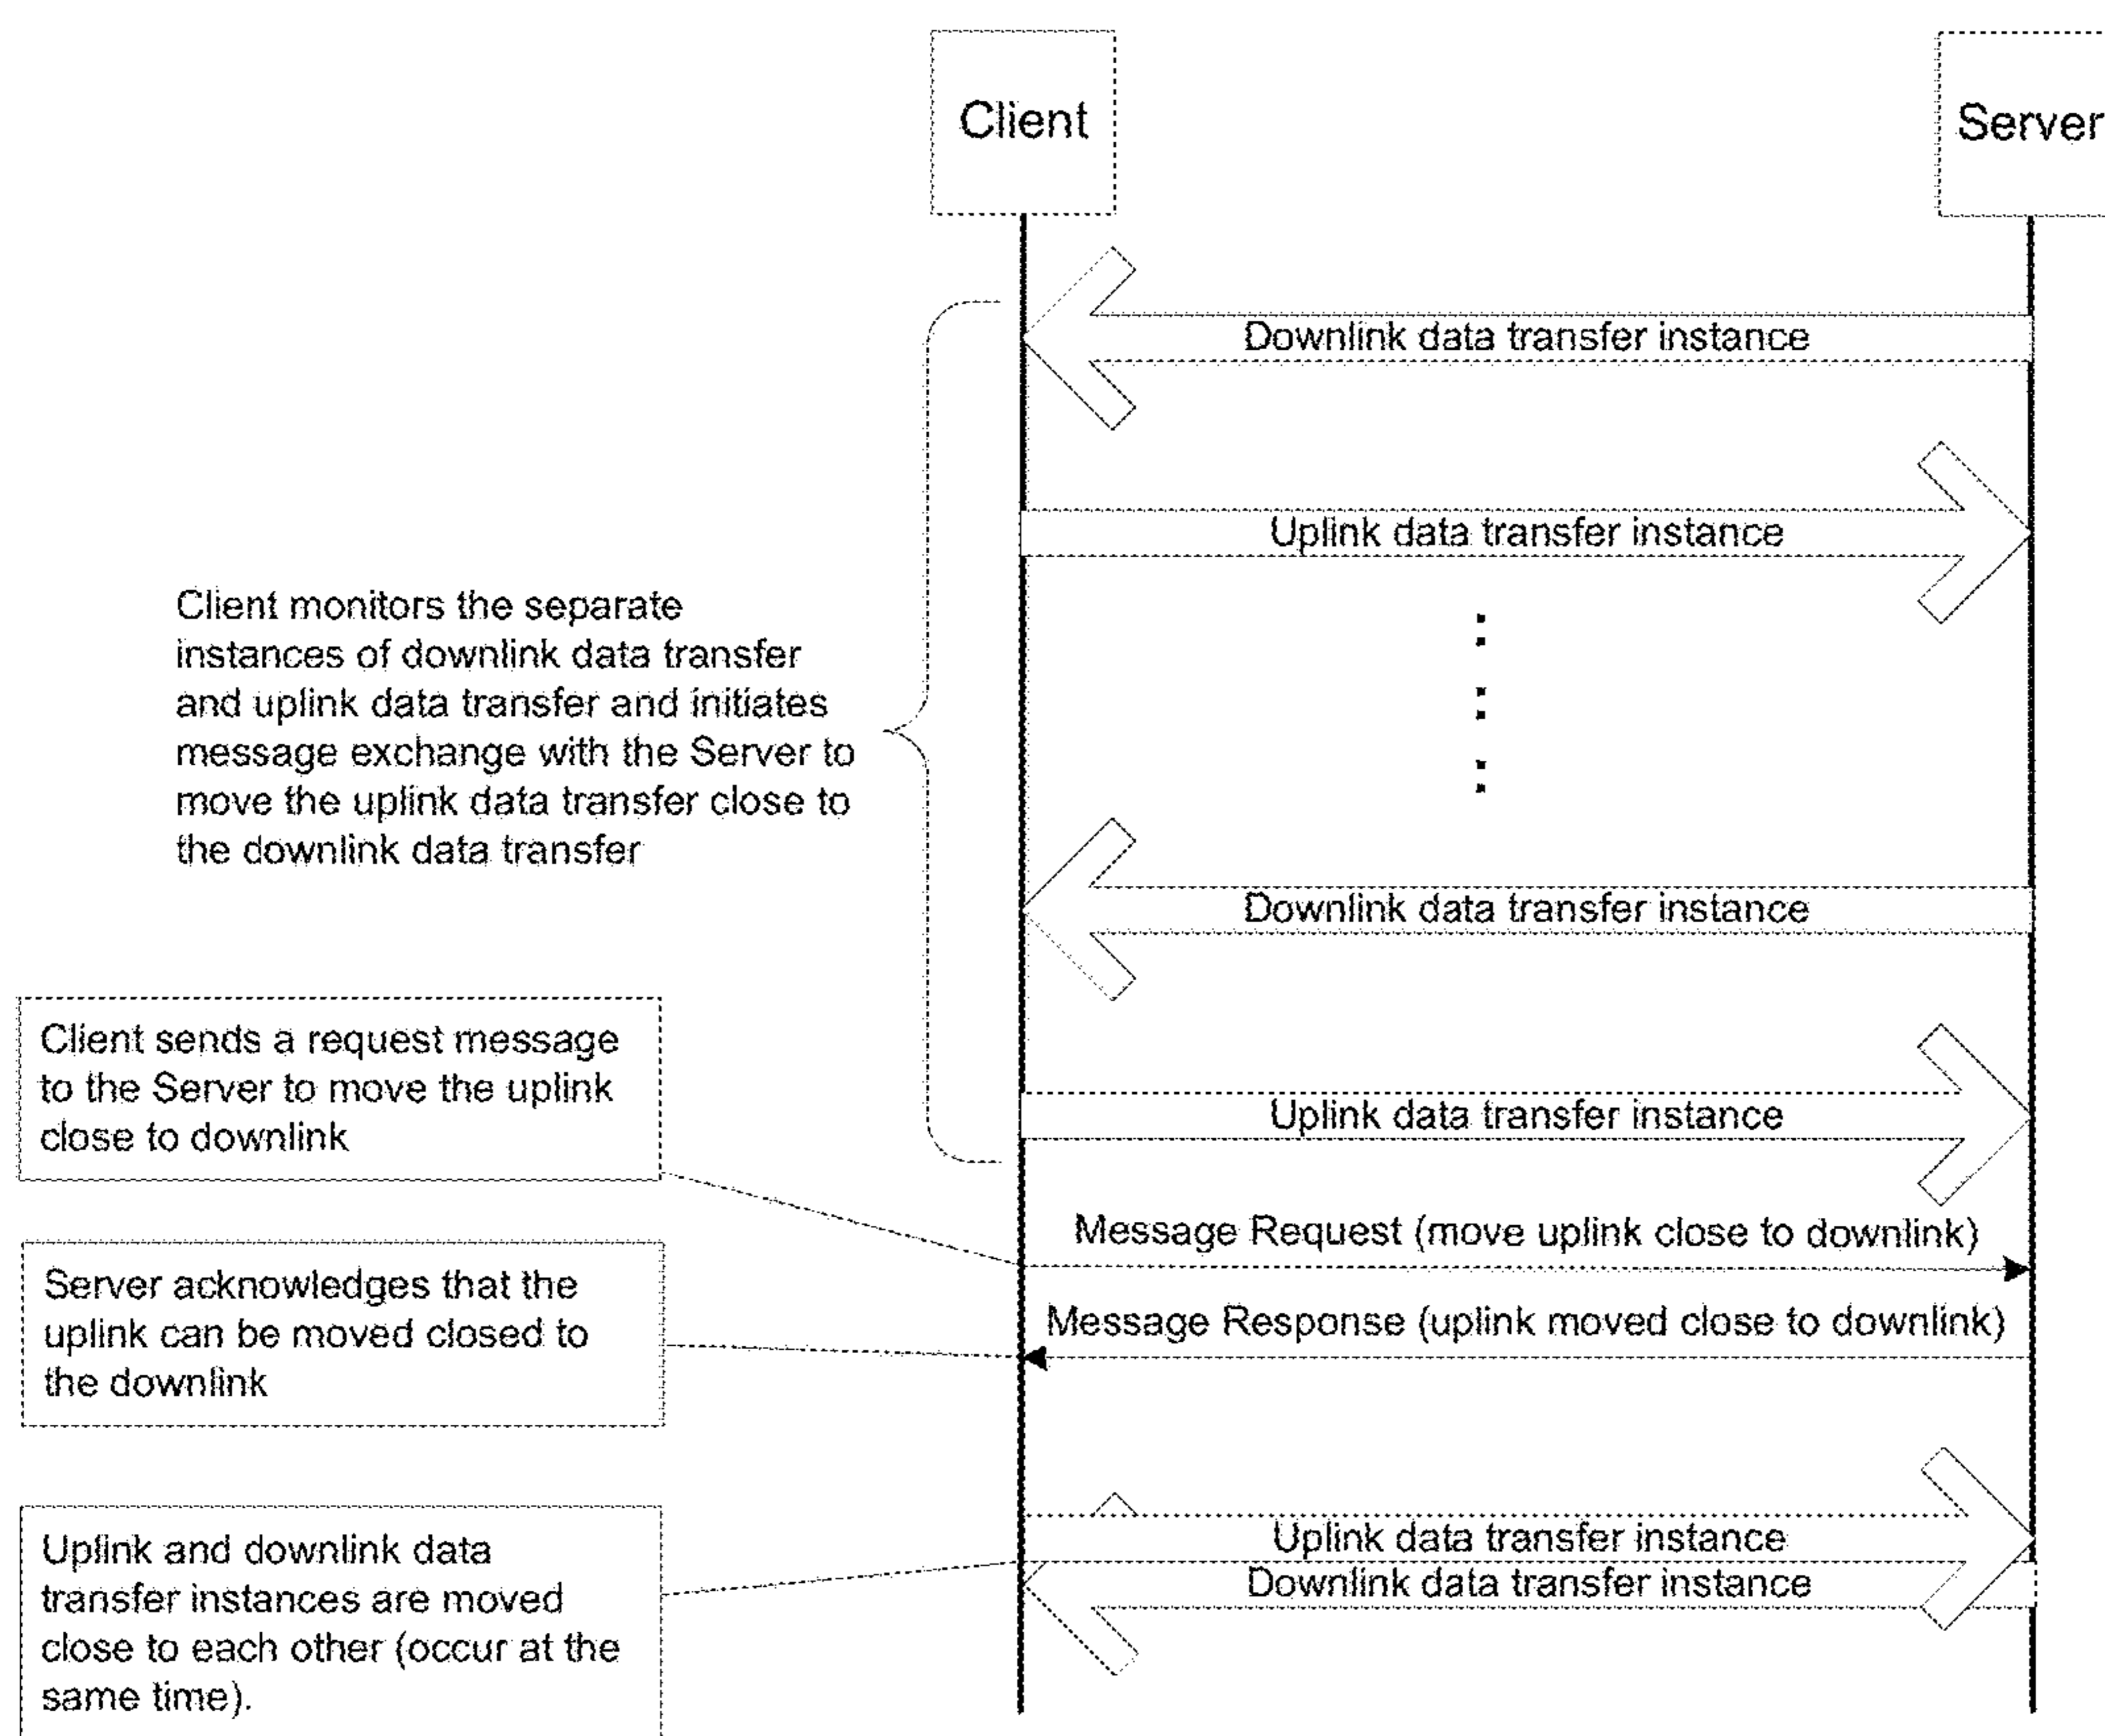 Client
Server
Downlink data transfer instance
Uplink data transfer instance
Client monitors the separate
instances of downlink data transfer
and uplink data transfer and initiates
message exchange with the Server to
move the uplink data transfer close to
the downlink data transfer
Downlink data transfer instance
Client sends a request message
to the Server to move the uplink
close to downlink
Uplink data transfer instance
Message Request (move uplink close to downlink)
Server acknowledges that the
uplink can be moved closed to
the downlink
Message Response (uplink moved close to downlink)
Uplink data transfer instance
Downlink data transfer instance
Uplink and downlink data
transfer instances are moved
close to each other (occur at the
same time).